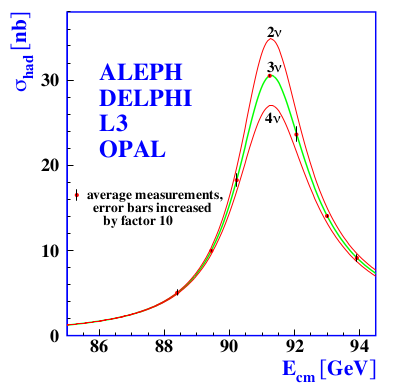 σhad [nb]
30
20
10
0
ALEPH
DELPHI
L3
OPAL
2ν
3ν
4ν
average measurements,
error bars increased
by factor 10
86 88 90 92 94
Ecm [GeV]